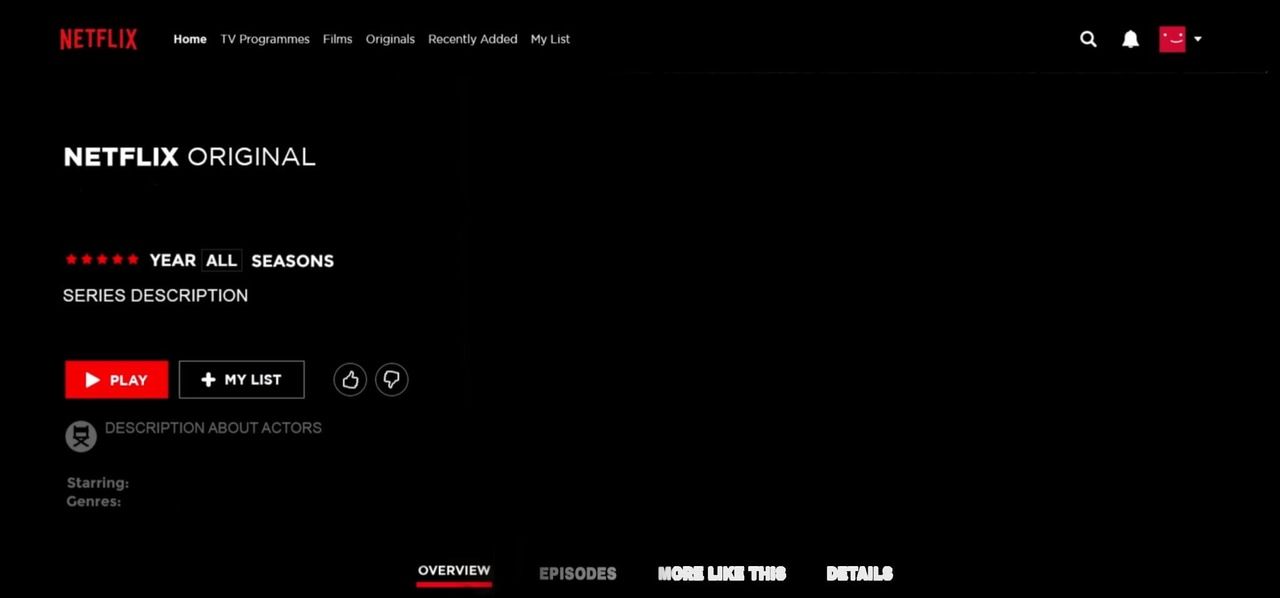 NETFLIX Home TV Programmes Films Originals Recently Added My List
NETFLIX ORIGINAL
YEAR ALL SEASONS
SERIES DESCRIPTION
PLAY MY LIST
DESCRIPTION ABOUT ACTORS
Starring:
Genres:
OVERVIEW EPISODES MORE LIKE THIS DETAILS